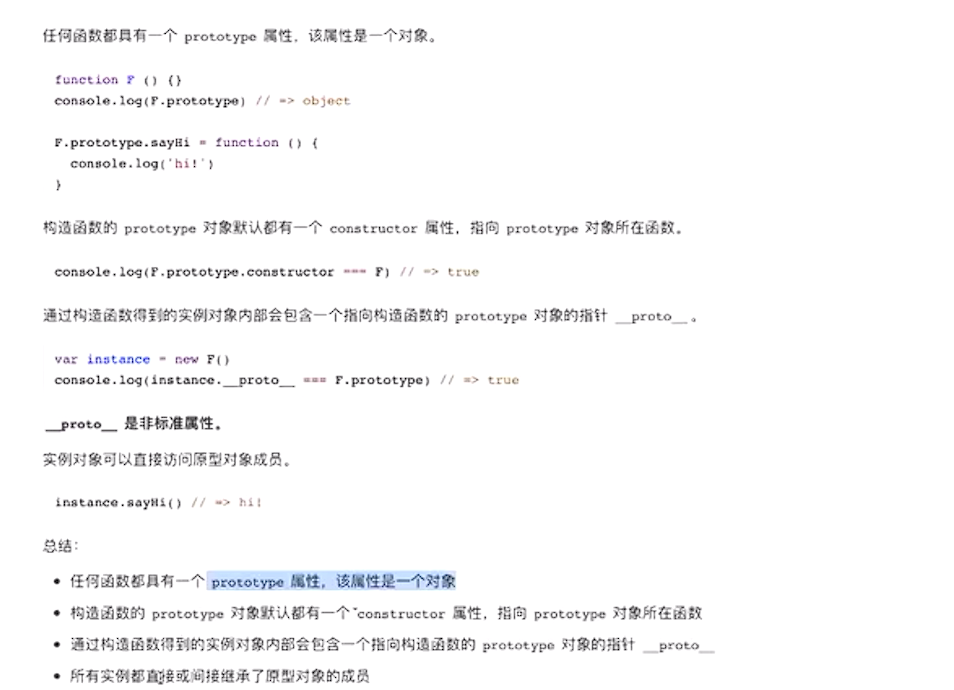 任何函数都具有一个 prototype 属性，该属性是一个对象。
function F () {}
console.log(F.prototype) // => object
F.prototype.sayHi = function () {
  console.log('hi!')
}
构造函数的 prototype 对象默认都有一个 constructor 属性，指向 prototype 对象所在函数。
console.log(F.prototype.constructor === F) // => true
通过构造函数得到的实例对象内部会包含一个指向构造函数的 prototype 对象的指针 __proto__。
var instance = new F()
console.log(instance.__proto__ === F.prototype) // => true
__proto__ 是非标准属性。
实例对象可以直接访问原型对象成员。
instance.sayHi() // => hi!
总结：
• 任何函数都具有一个 prototype 属性，该属性是一个对象
• 构造函数的 prototype 对象默认都有一个 constructor 属性，指向 prototype 对象所在函数
• 通过构造函数得到的实例对象内部会包含一个指向构造函数的 prototype 对象的指针 __proto__
• 所有实例都直接或间接继承了原型对象的成员